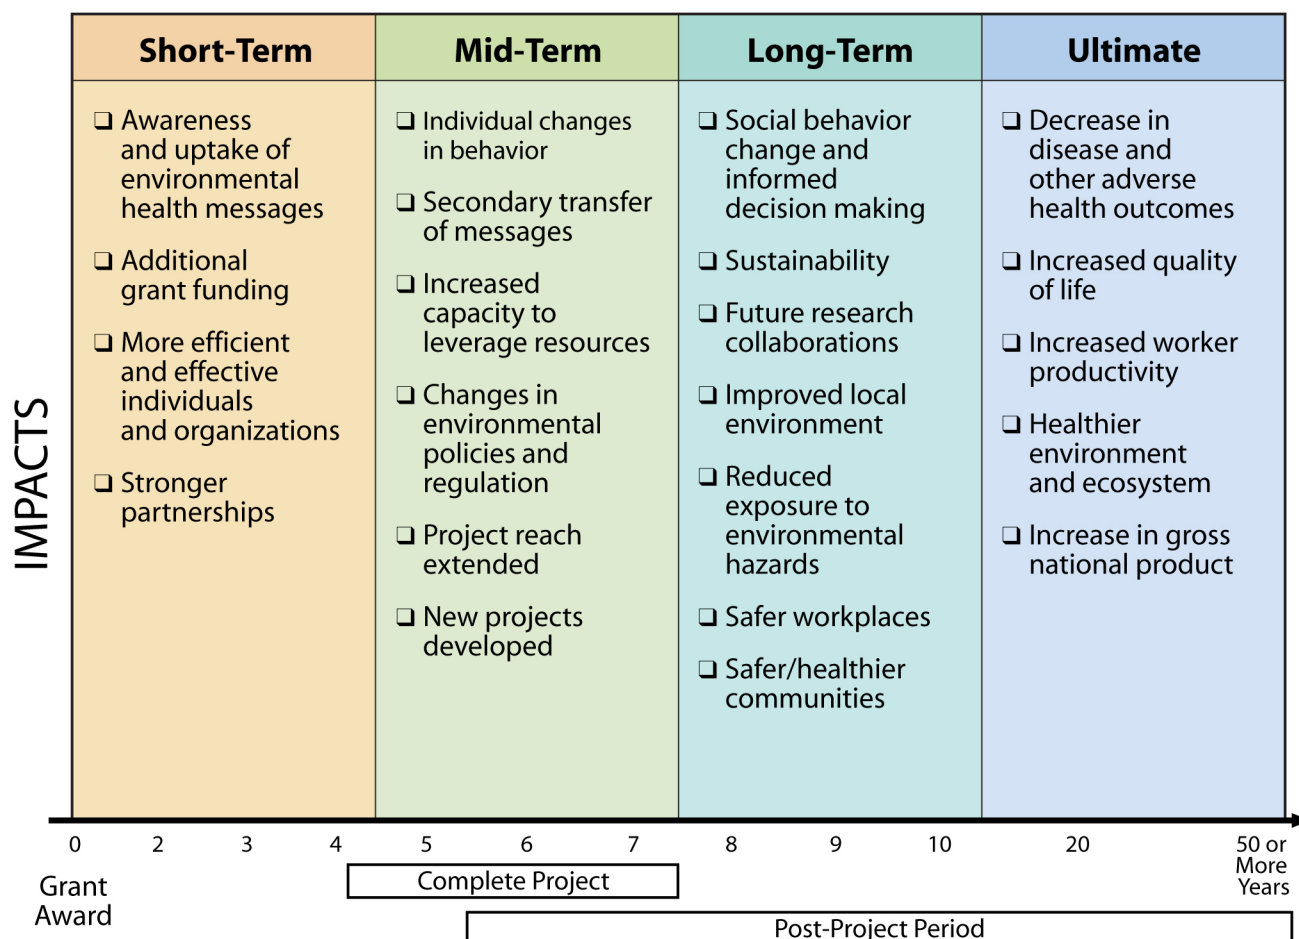 Short-Term
Mid-Term
Long-Term
Ultimate
❑ Awareness
and uptake of
environmental
health messages
❑ Additional
grant funding
❑ More efficient
and effective
individuals
and organizations
❑ Stronger
partnerships
❑ Individual changes
in behavior
❑ Secondary transfer
of messages
❑ Increased
capacity to
leverage resources
❑ Changes in
environmental
policies and
regulation
❑ Project reach
extended
❑ New projects
developed
❑ Social behavior
change and
informed
decision making
❑ Sustainability
❑ Future research
collaborations
❑ Improved local
environment
❑ Reduced
exposure to
environmental
hazards
❑ Safer workplaces
❑ Safer/healthier
communities
❑ Decrease in
disease and
other adverse
health outcomes
❑ Increased quality
of life
❑ Increased worker
productivity
❑ Healthier
environment
and ecosystem
❑ Increase in gross
national product
IMPACTS
0 2 3 4 5 6 7 8 9 10 20 50 or
More
Years
Grant
Award
Complete Project
Post-Project Period